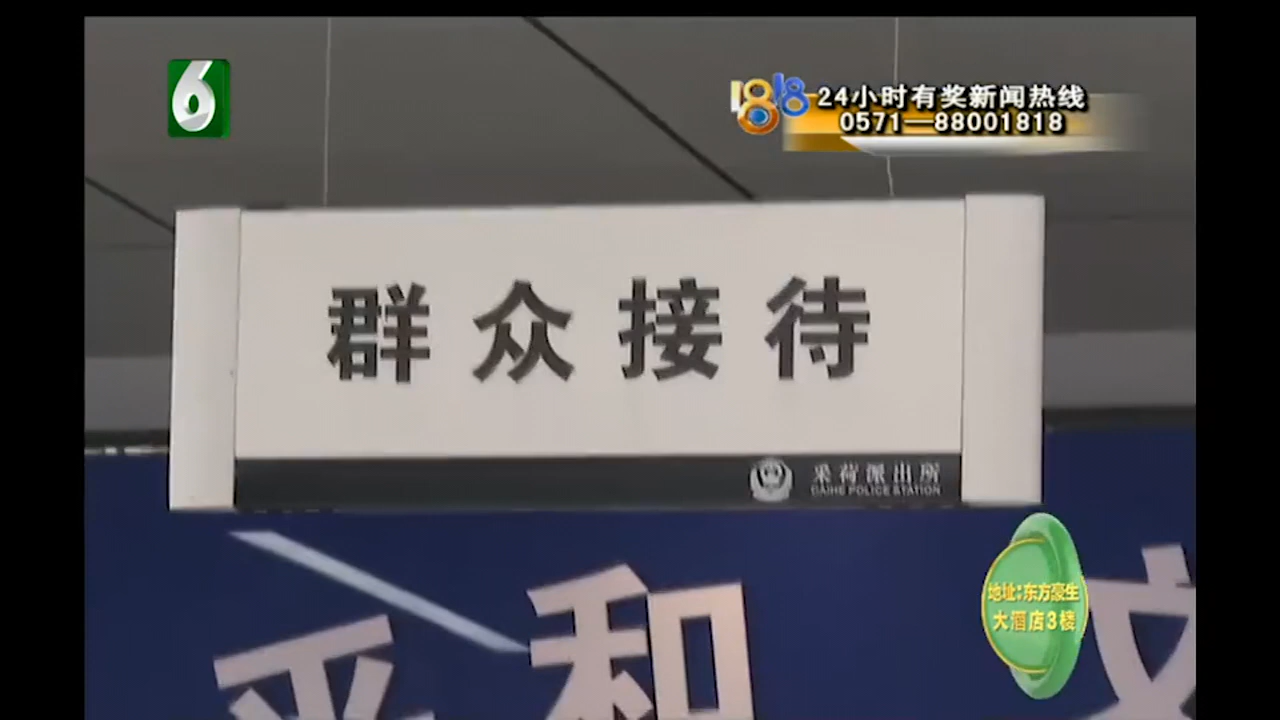 6
1818 24小时有奖新闻热线
0571—88001818
群众接待
采荷派出所
CAIHE POLICE STATION
地址:东方豪生
大酒店3楼
平和 文